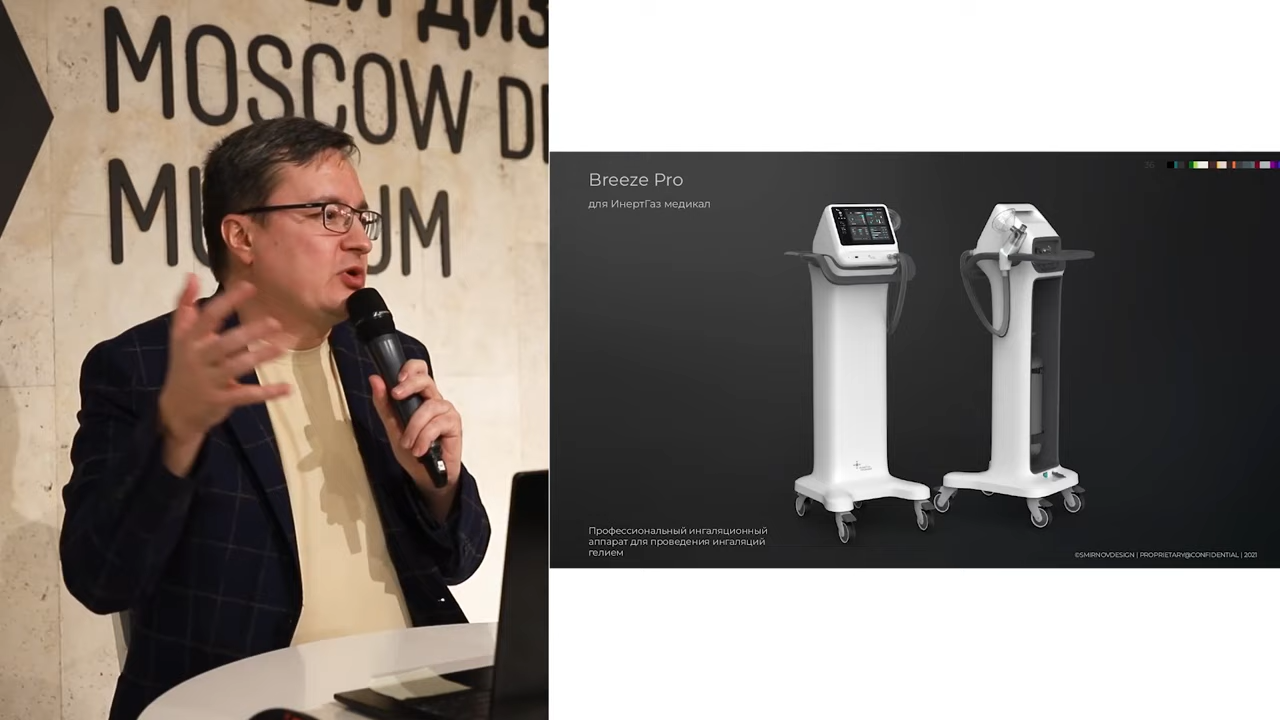 ДИЗ
MOSCOW D
MU UM
Breeze Pro
для ИнертГаз медикал
Профессиональный ингаляционный
аппарат для проведения ингаляций
гелием
©SMIRNOVDESIGN | PROPRIETARY@CONFIDENTIAL | 2021